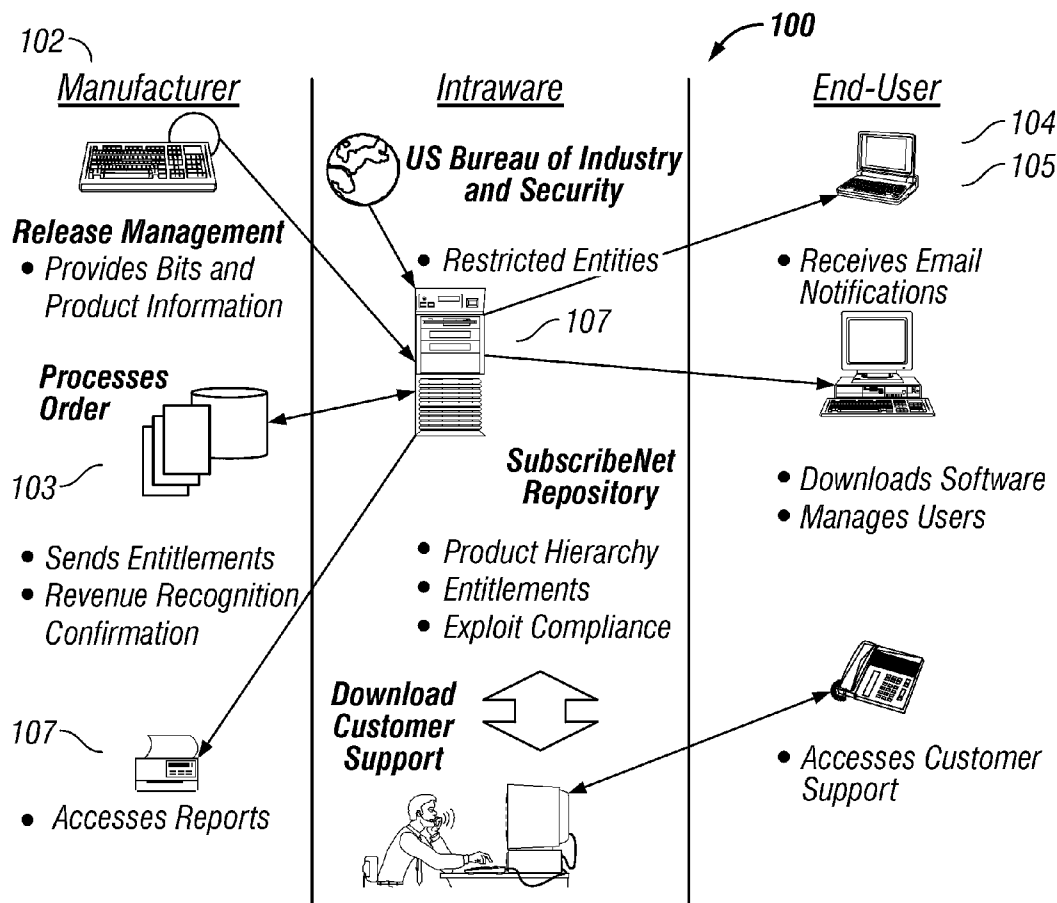 100
102
Manufacturer
Release Management
• Provides Bits and
Product Information
Processes
Order
103
• Sends Entitlements
• Revenue Recognition
Confirmation
107
• Accesses Reports
Intraware
US Bureau of Industry
and Security
• Restricted Entities
107
SubscribeNet
Repository
• Product Hierarchy
• Entitlements
• Exploit Compliance
Download
Customer
Support
End-User
104
105
• Receives Email
Notifications
• Downloads Software
• Manages Users
• Accesses Customer
Support